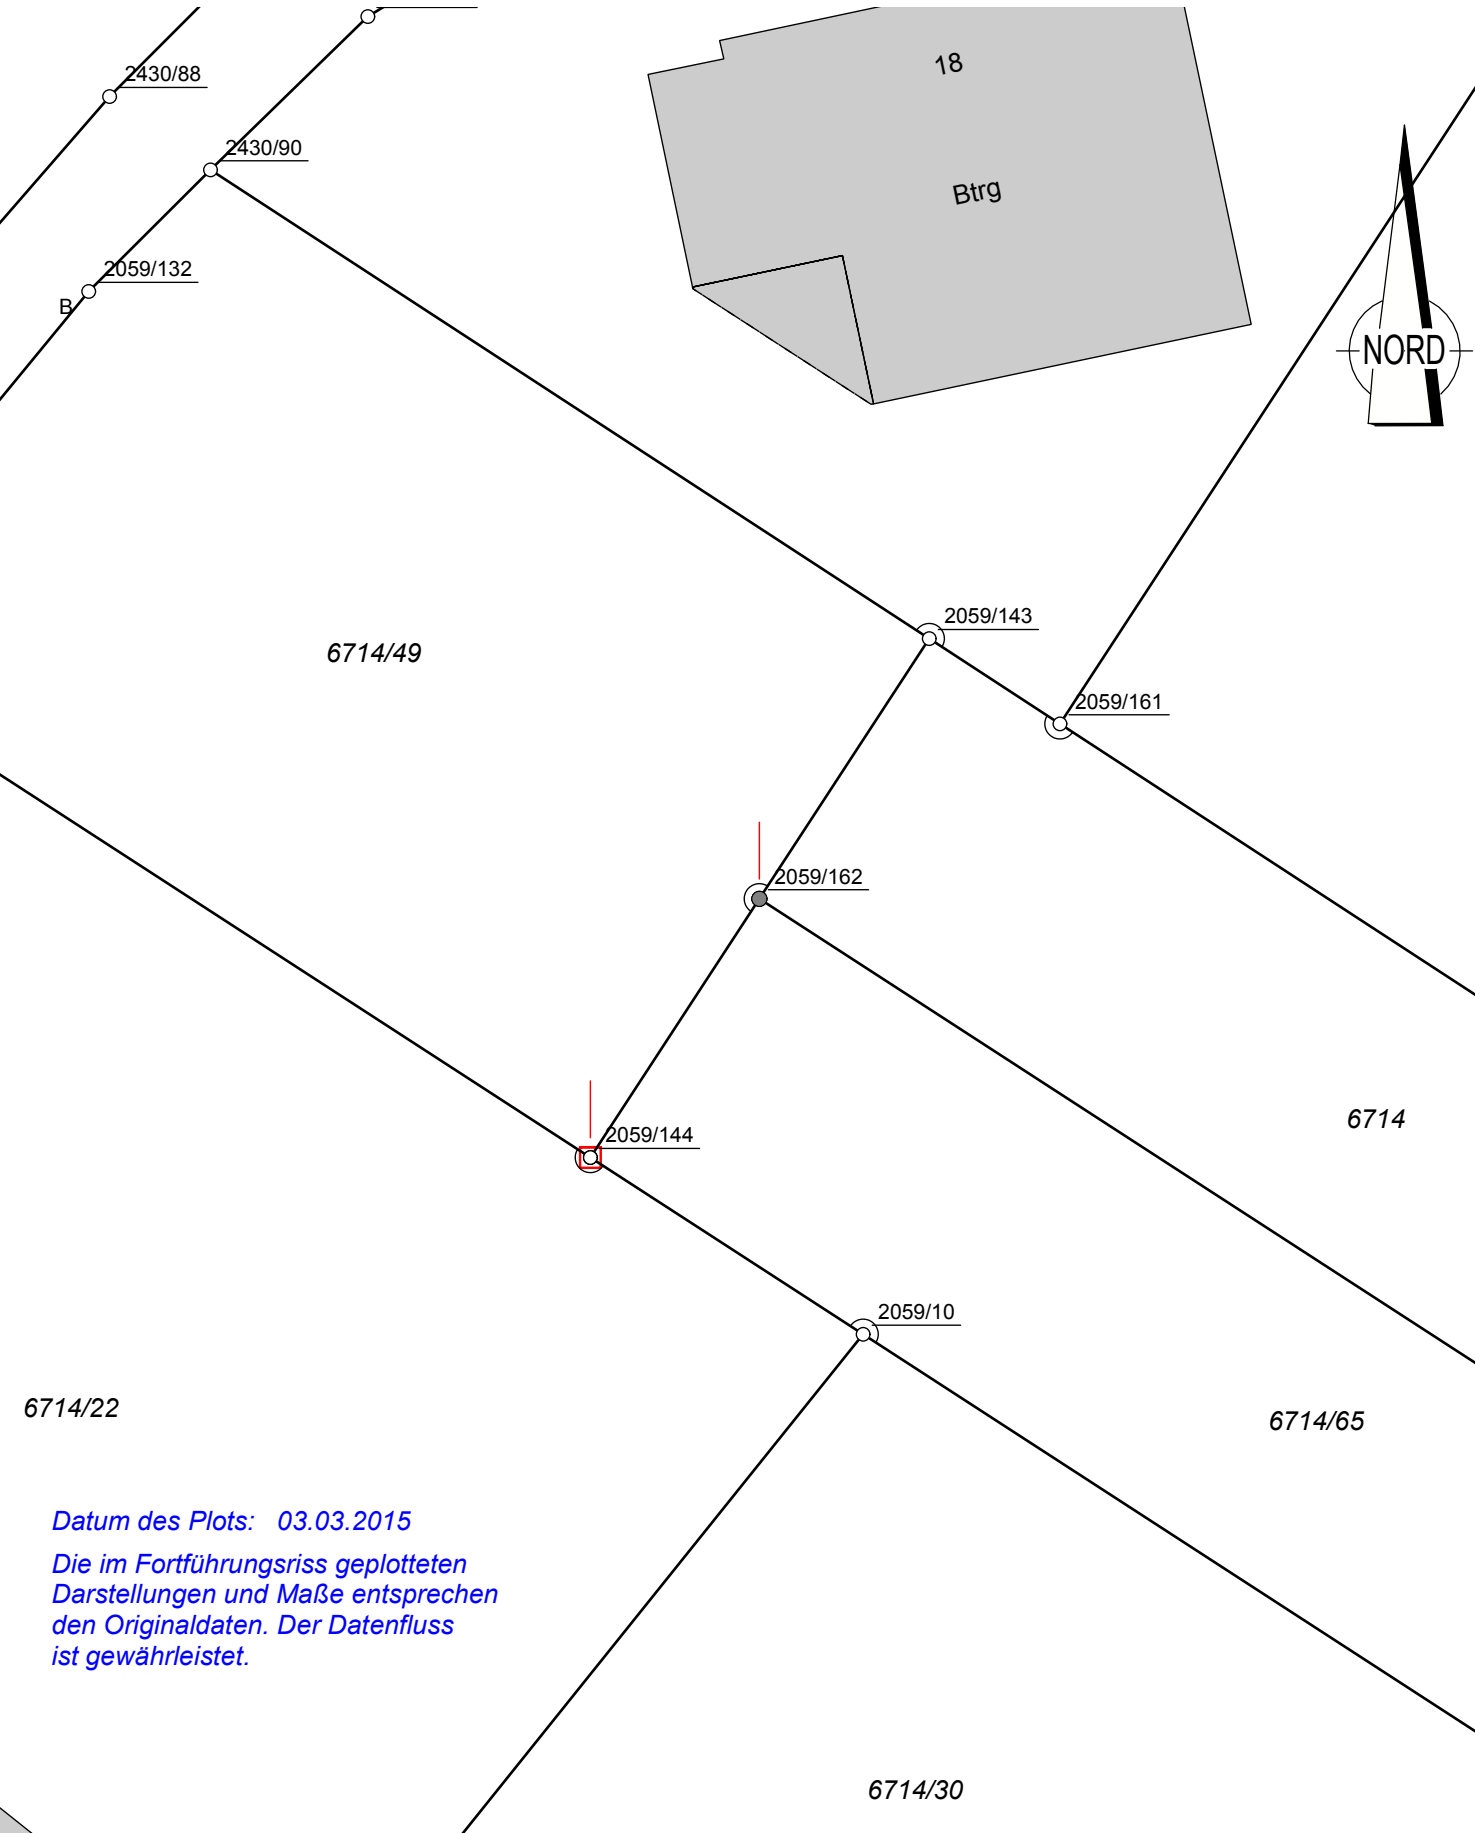 18
2430/88
2430/90
Btrg
2059/132
B
NORD
2059/143
6714/49
2059/161
2059/162
6714
2059/144
2059/10
6714/22
6714/65
Datum des Plots: 03.03.2015
Die im Fortführungsriss geplotteten
Darstellungen und Maße entsprechen
den Originaldaten. Der Datenfluss
ist gewährleistet.
6714/30